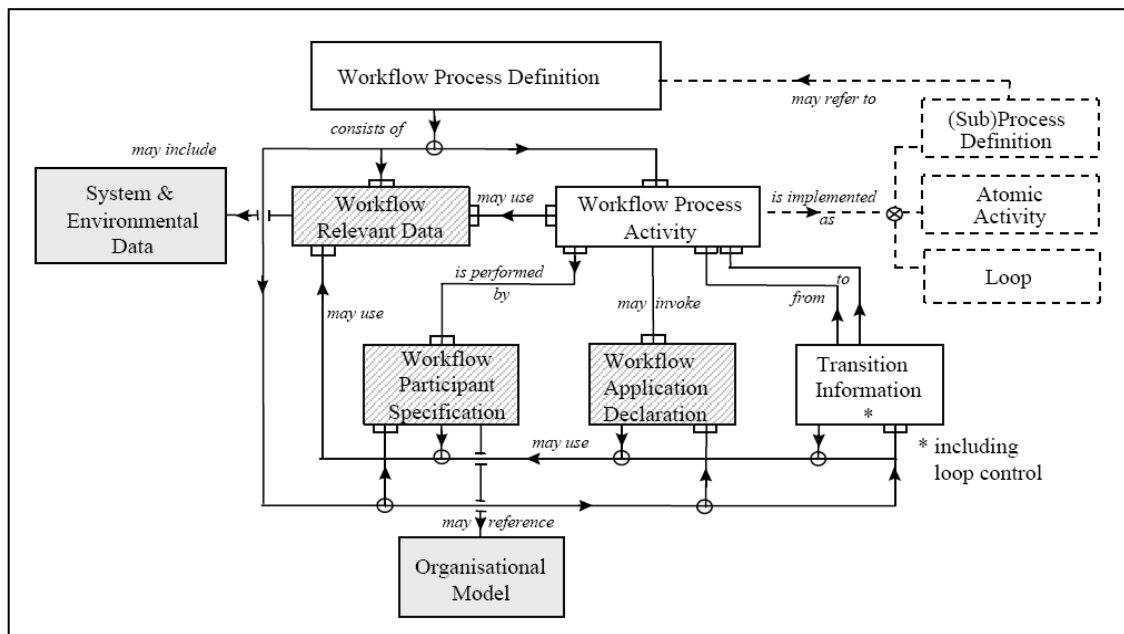 Workflow Process Definition
may refer to
consists of
(Sub)Process
Definition
may include
System &
Environmental
Data
Workflow
Relevant Data
may use
Workflow Process
Activity
is implemented
as
Atomic
Activity
Loop
is performed
by
may invoke
from
to
may use
Workflow
Participant
Specification
Workflow
Application
Declaration
Transition
Information
*
may use
* including
loop control
may reference
Organisational
Model